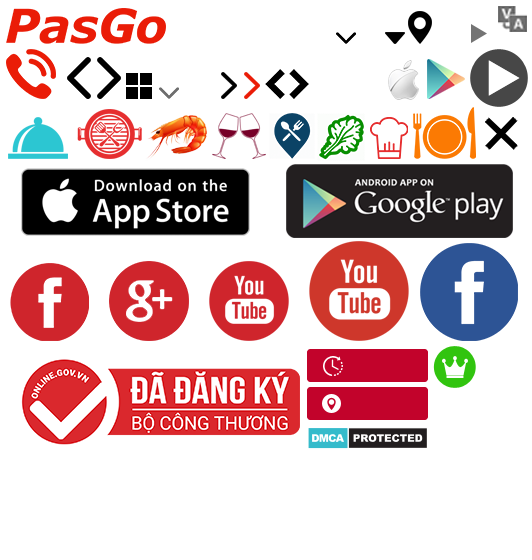 PasGo
V
A
Download on the
App Store
ANDROID APP ON
Google play
f
g+
You
Tube
You
Tube
f
ONLINE.GOV.VN
ĐÃ ĐĂNG KÝ
BỘ CÔNG THƯƠNG
DMCA PROTECTED